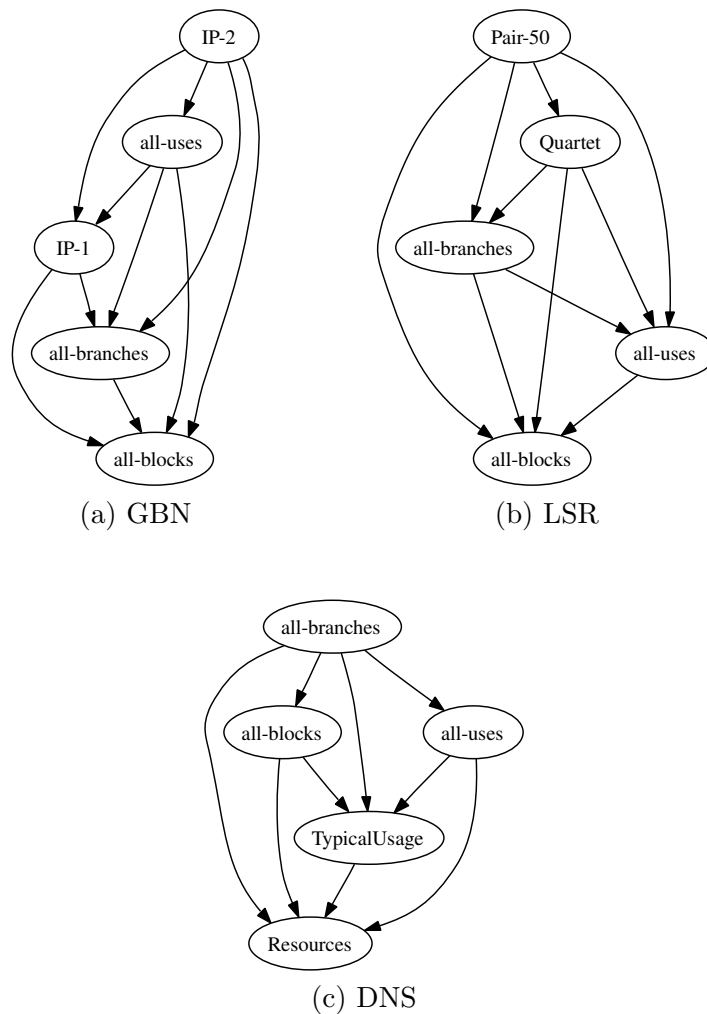 IP-2
all-uses
IP-1
all-branches
all-blocks
(a) GBN
Pair-50
Quartet
all-branches
all-uses
all-blocks
(b) LSR
all-branches
all-blocks
all-uses
TypicalUsage
Resources
(c) DNS